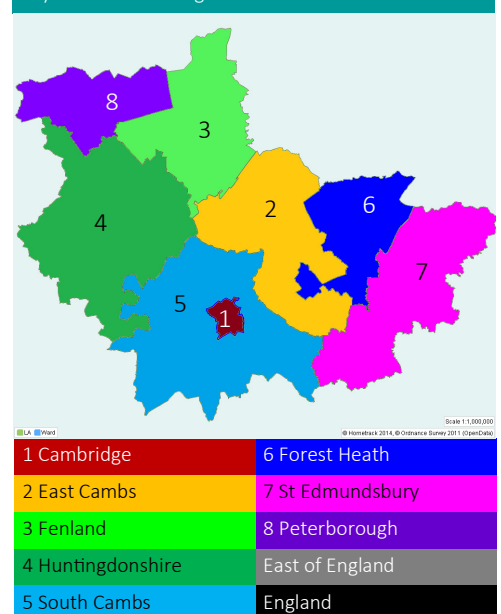 8
3
2
6
4
7
5
1
Scale 1:1,000,000
LA Ward
© Hometrack 2014, © Ordnance Survey 2011 (OpenData)
1 Cambridge
6 Forest Heath
2 East Cambs
7 St Edmundsbury
3 Fenland
8 Peterborough
4 Huntingdonshire
East of England
5 South Cambs
England